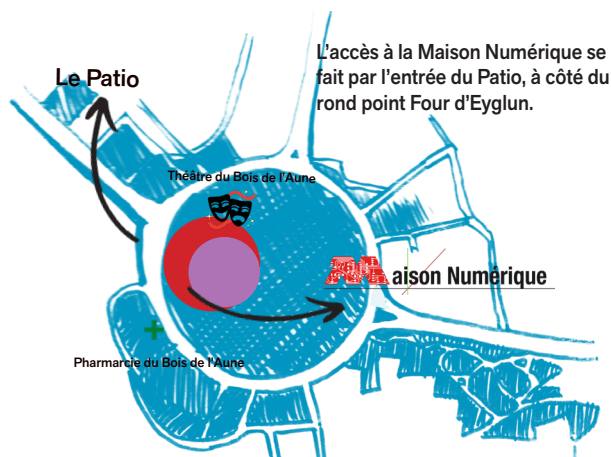 L'accès à la Maison Numérique se
fait par l'entrée du Patio, à côté du
rond point Four d'Eyglun.
Le Patio
Théâtre du Bois de l'Aune
Maison Numérique
Pharmarcie du Bois de l'Aune